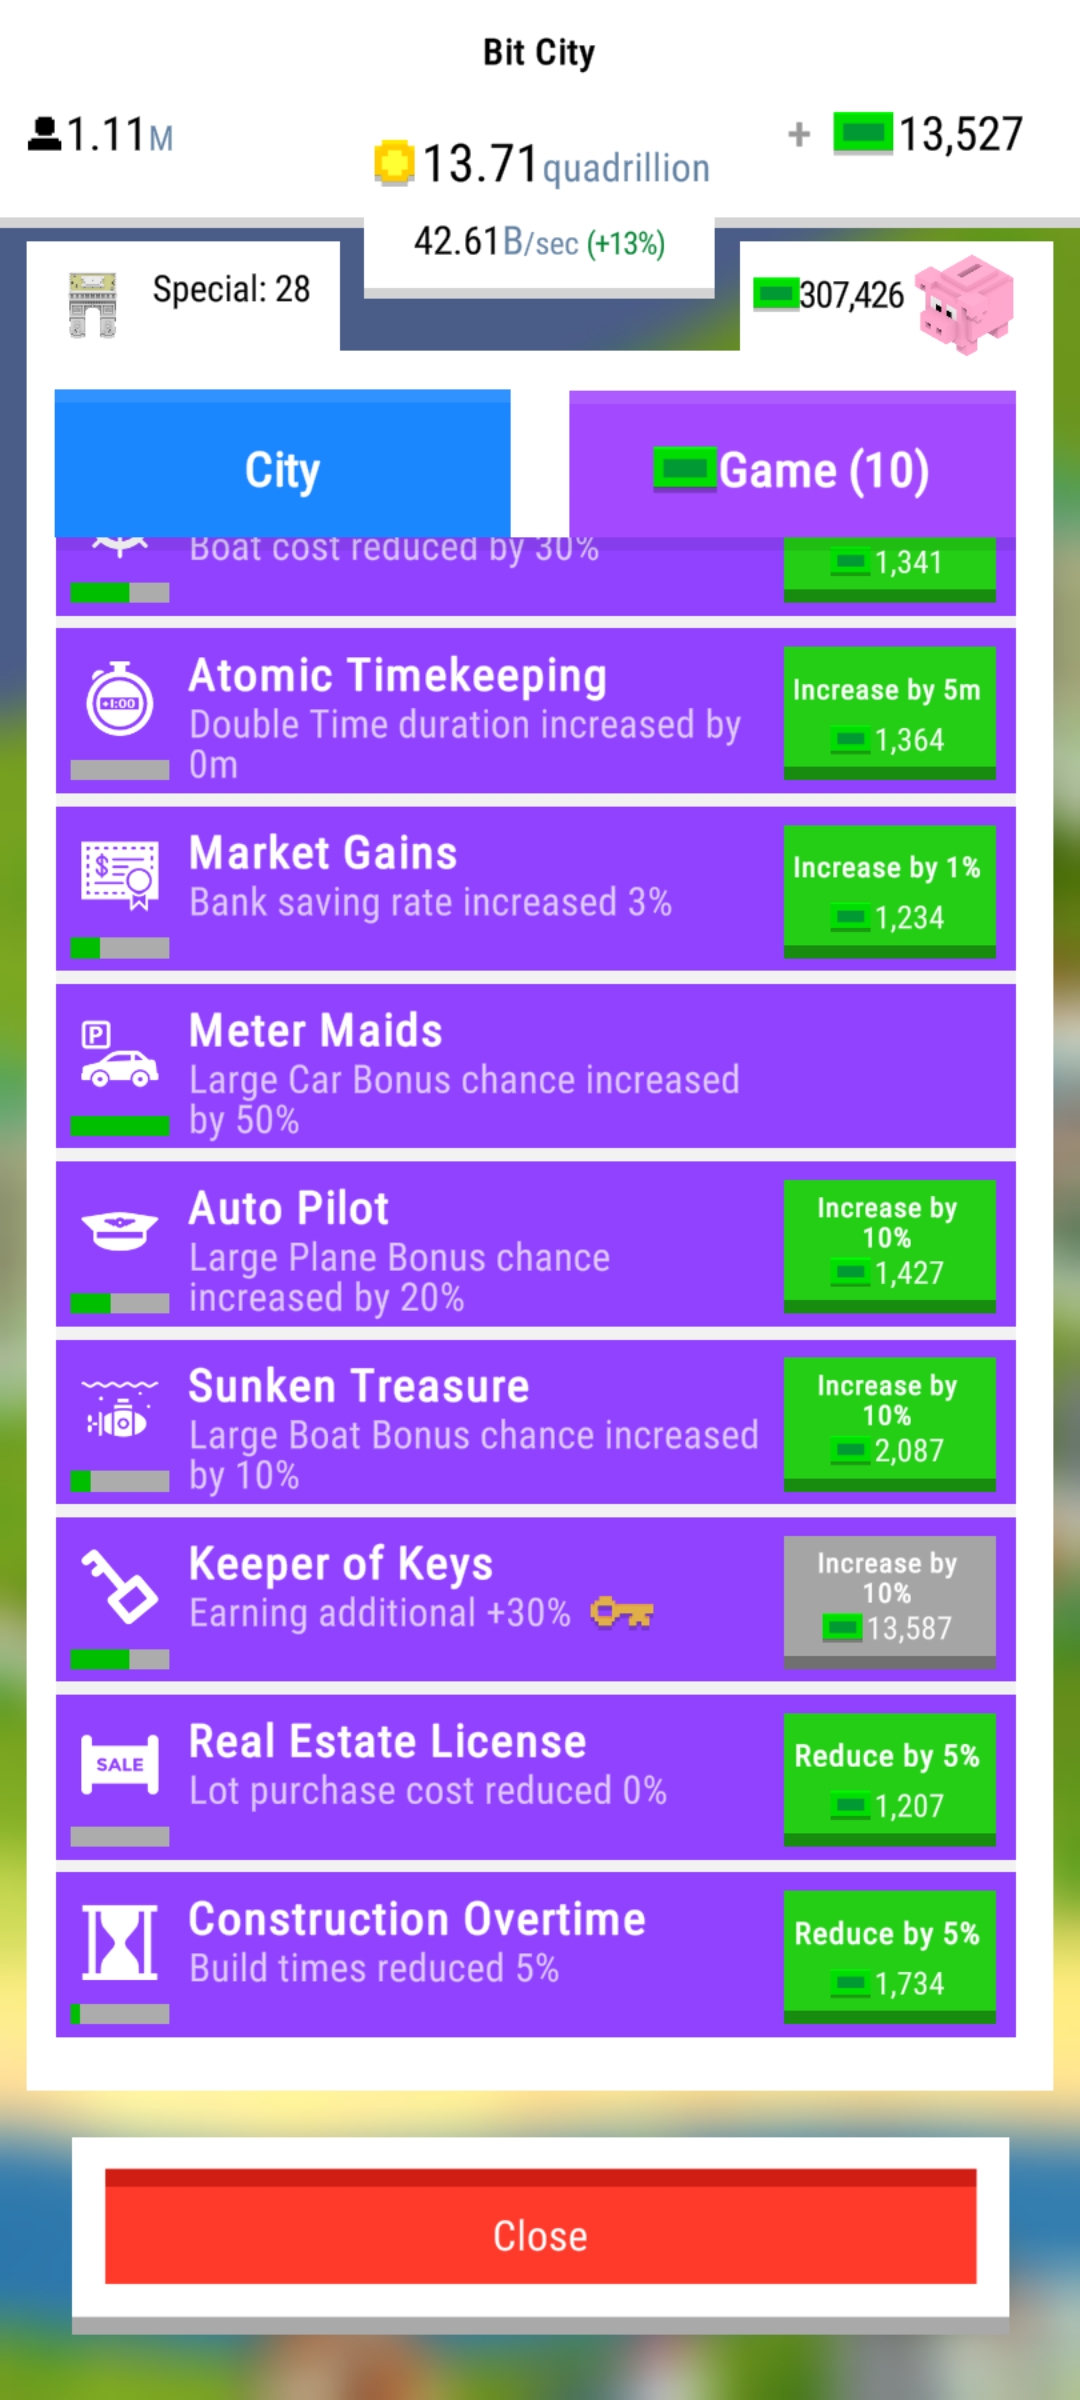 Bit City
1.11M
13.71quadrillion
+ 13,527
42.61B/sec (+13%)
Special: 28
307,426
City
Game (10)
Boat cost reduced by 30%
1,341
Atomic Timekeeping
Double Time duration increased by
0m
Increase by 5m
1,364
+1:00
Market Gains
Bank saving rate increased 3%
Increase by 1%
1,234
$
Meter Maids
Large Car Bonus chance increased
by 50%
P
Auto Pilot
Large Plane Bonus chance
increased by 20%
Increase by
10%
1,427
Sunken Treasure
Large Boat Bonus chance increased
by 10%
Increase by
10%
2,087
Keeper of Keys
Earning additional +30%
Increase by
10%
13,587
SALE
Real Estate License
Lot purchase cost reduced 0%
Reduce by 5%
1,207
Construction Overtime
Build times reduced 5%
Reduce by 5%
1,734
Close